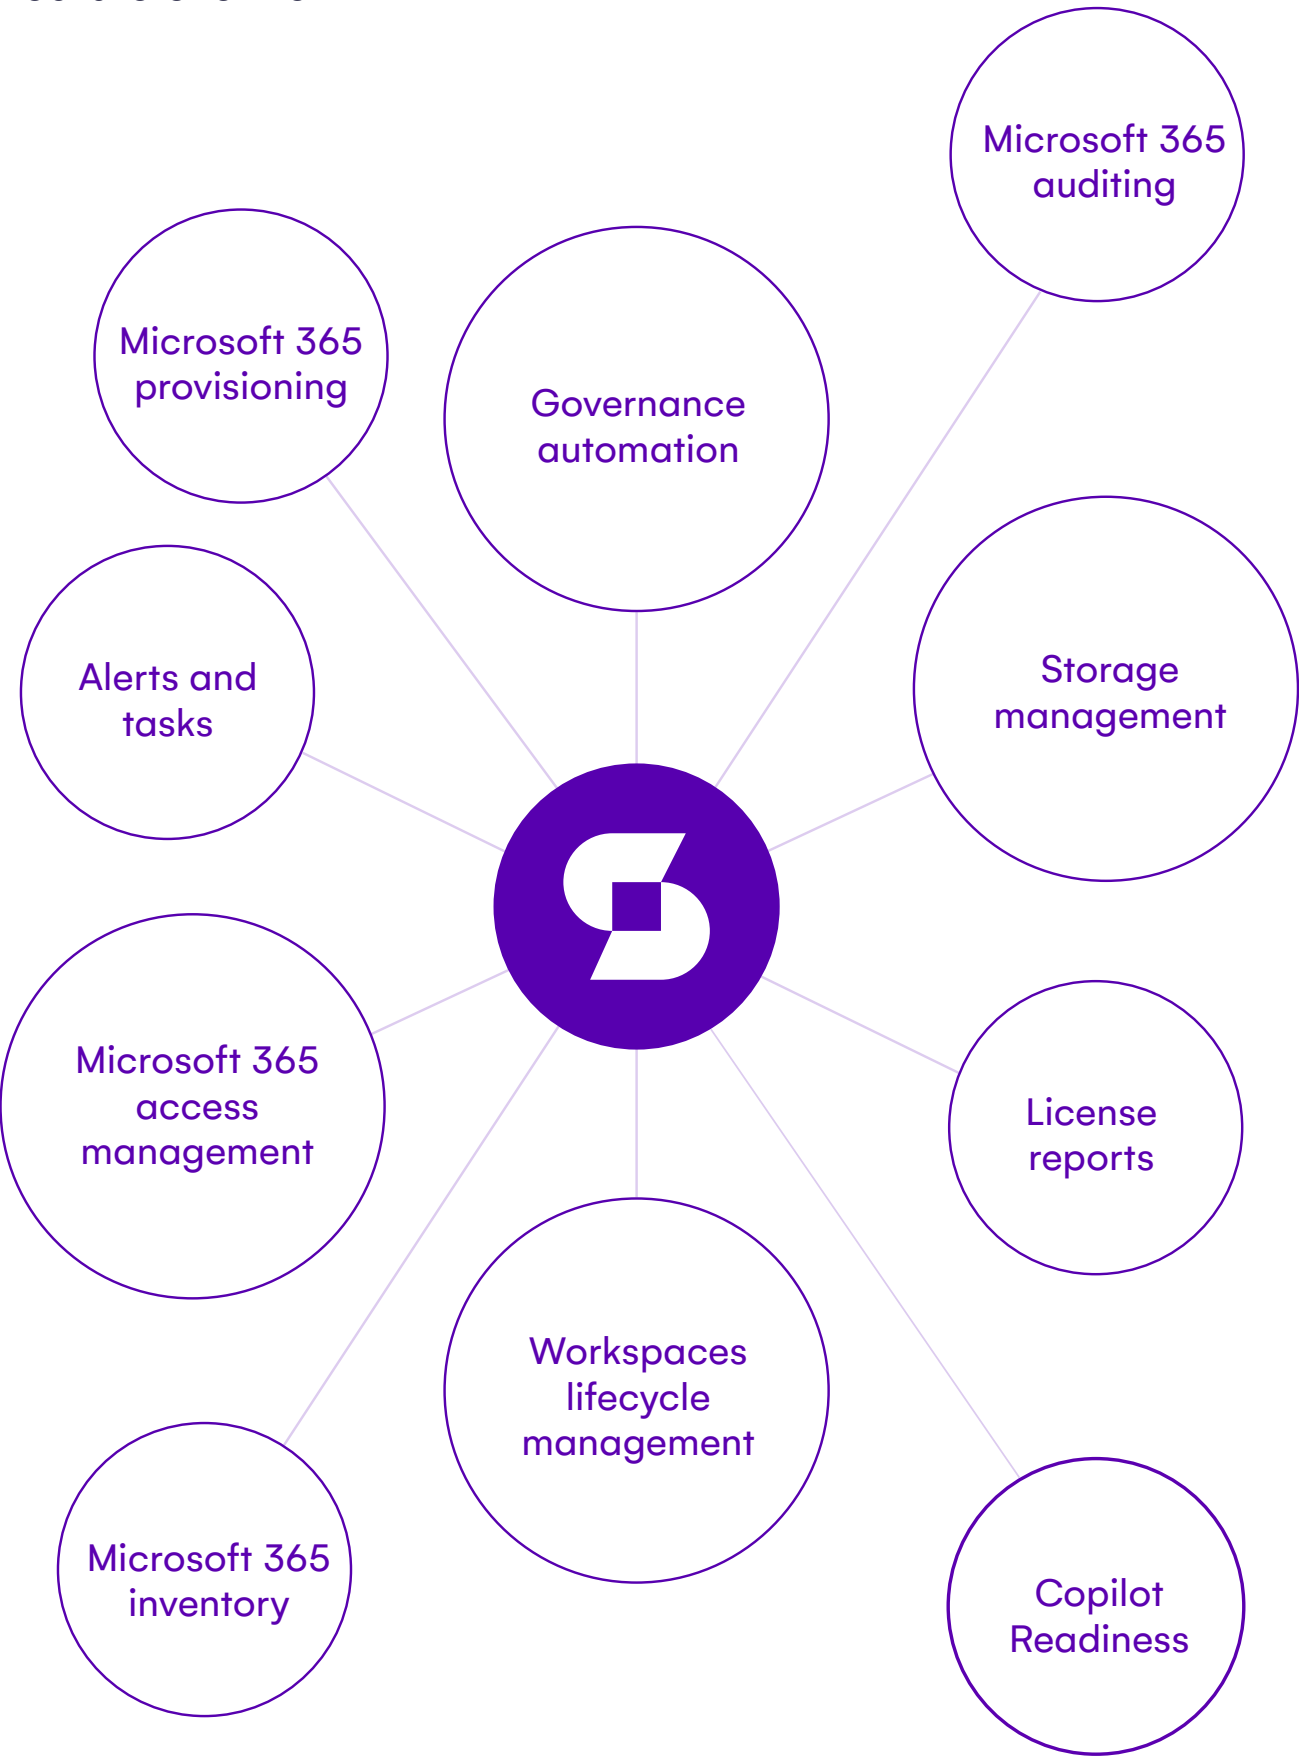 Microsoft 365
auditing
Microsoft 365
provisioning
Governance
automation
Alerts and
tasks
Storage
management
Microsoft 365
access
management
License
reports
Workspaces
lifecycle
management
Microsoft 365
inventory
Copilot
Readiness